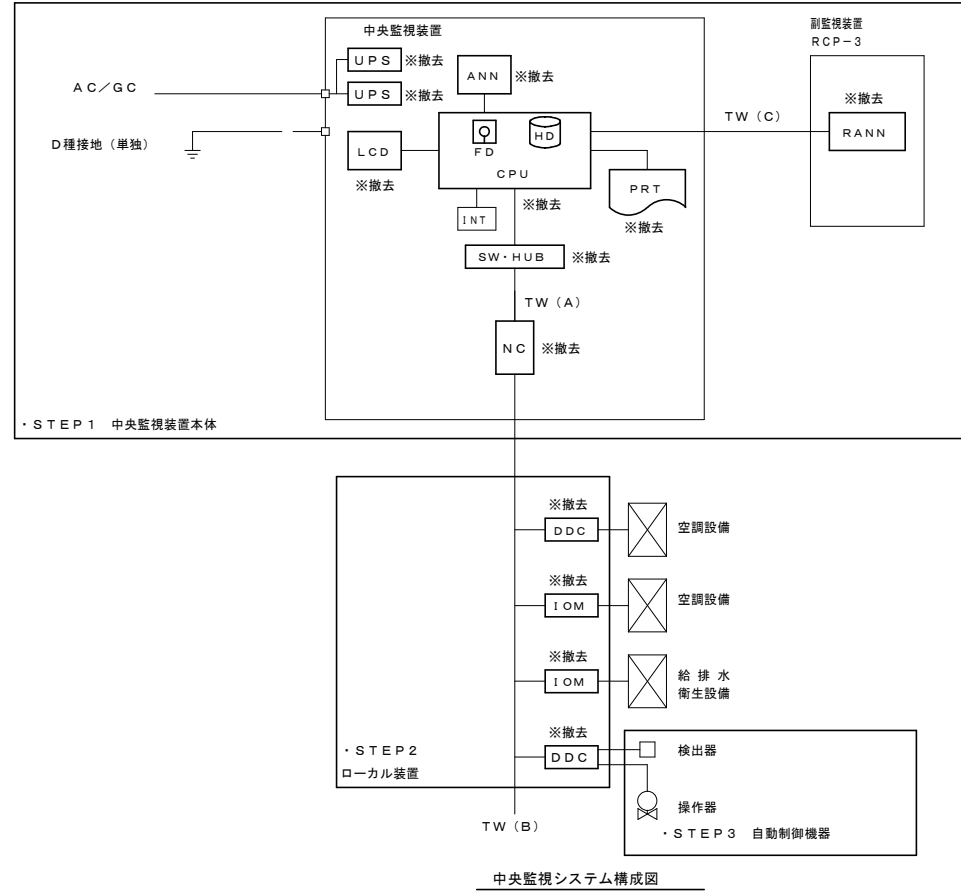 中央監視装置
副監視装置
RCP-3
UPS ※撤去
ANN ※撤去
※撤去
AC/GC
UPS ※撤去
HD
TW(C)
RANN
D種接地(単独)
LCD
FD
CPU
PRT
※撤去
INT
※撤去
※撤去
SW・HUB ※撤去
TW(A)
NC ※撤去
・STEP1 中央監視装置本体
※撤去
DDC
空調設備
※撤去
IOM
空調設備
※撤去
IOM
給排水
衛生設備
※撤去
・STEP2
ローカル装置
DDC
検出器
操作器
・STEP3 自動制御機器
TW(B)
中央監視システム構成図